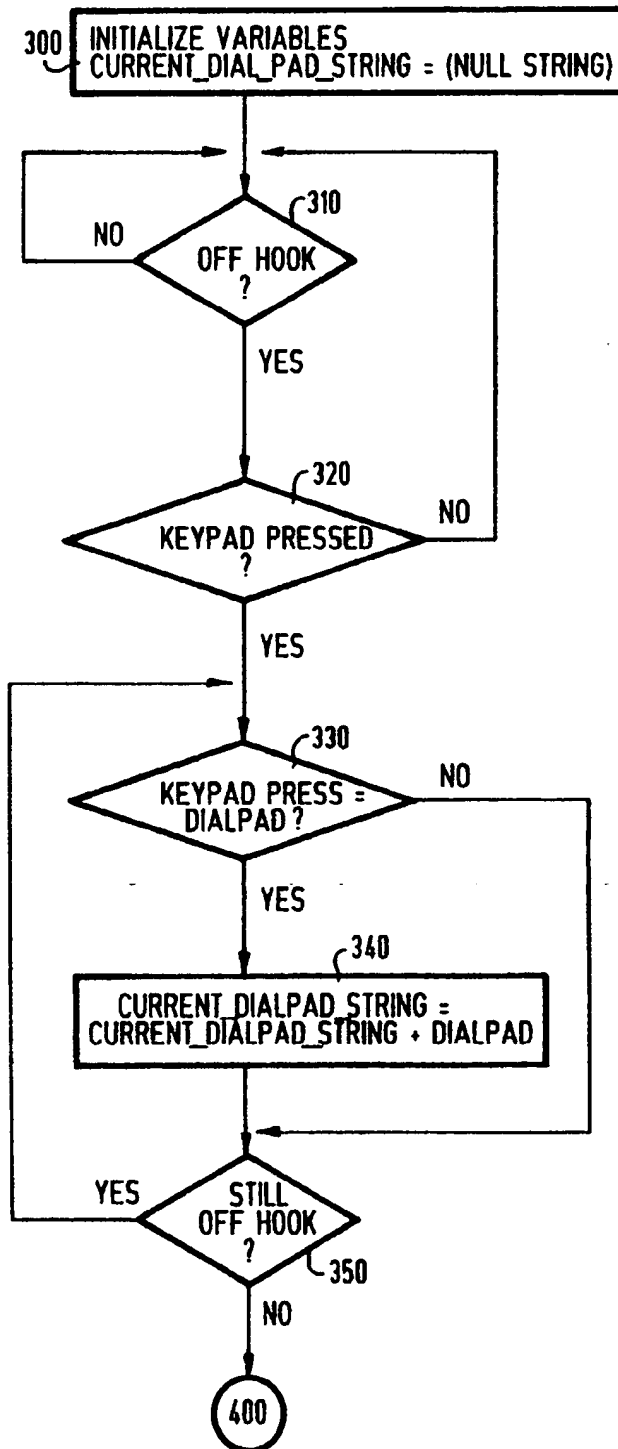 300
INITIALIZE VARIABLES
CURRENT_DIAL_PAD_STRING = (NULL STRING)
310
NO
OFF HOOK
?
YES
320
NO
KEYPAD PRESSED
?
YES
330
NO
KEYPAD PRESS =
DIALPAD?
YES
340
CURRENT_DIALPAD_STRING =
CURRENT_DIALPAD_STRING + DIALPAD
YES
STILL
OFF HOOK
?
350
NO
400